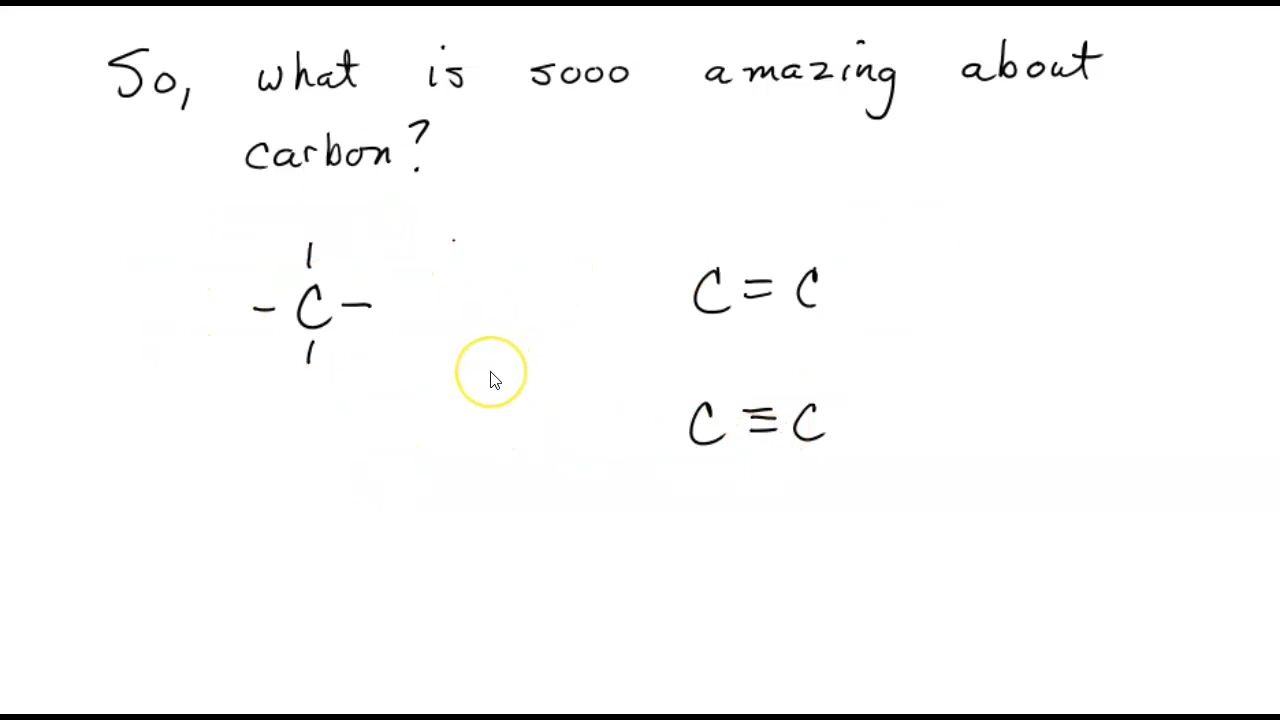 So, what is sooo amazing about
carbon?
- C -
C = C
C ≡ C